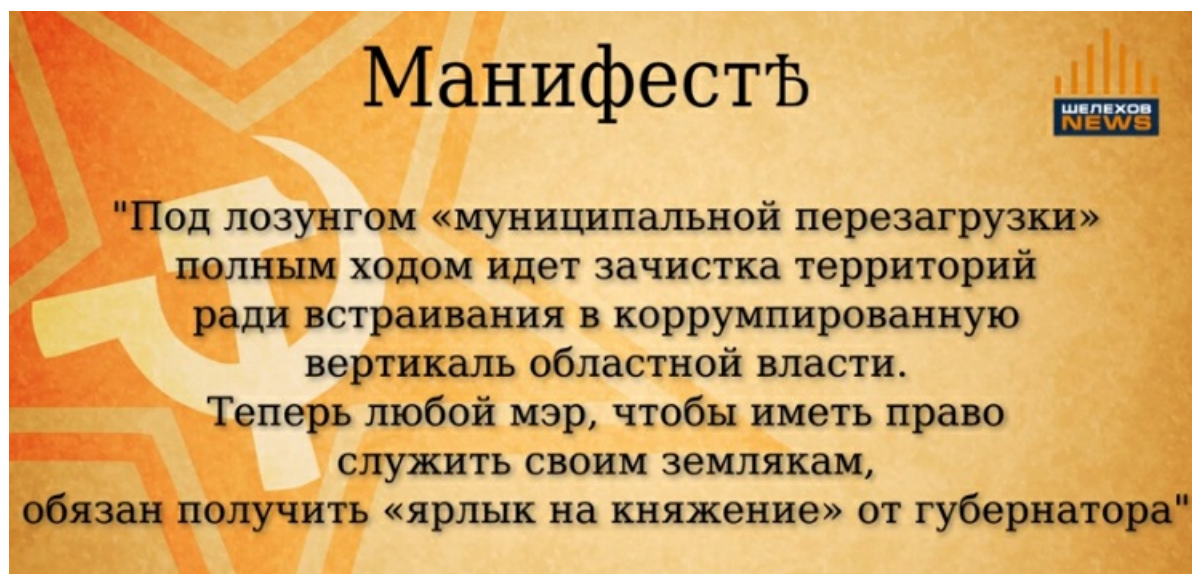 Манифестѣ
ШЕЛЕХОВ
NEWS
"Под лозунгом «муниципальной перезагрузки»
полным ходом идет зачистка территорий
ради встраивания в коррумпированную
вертикаль областной власти.
Теперь любой мэр, чтобы иметь право
служить своим землякам,
обязан получить «ярлык на княжение» от губернатора"